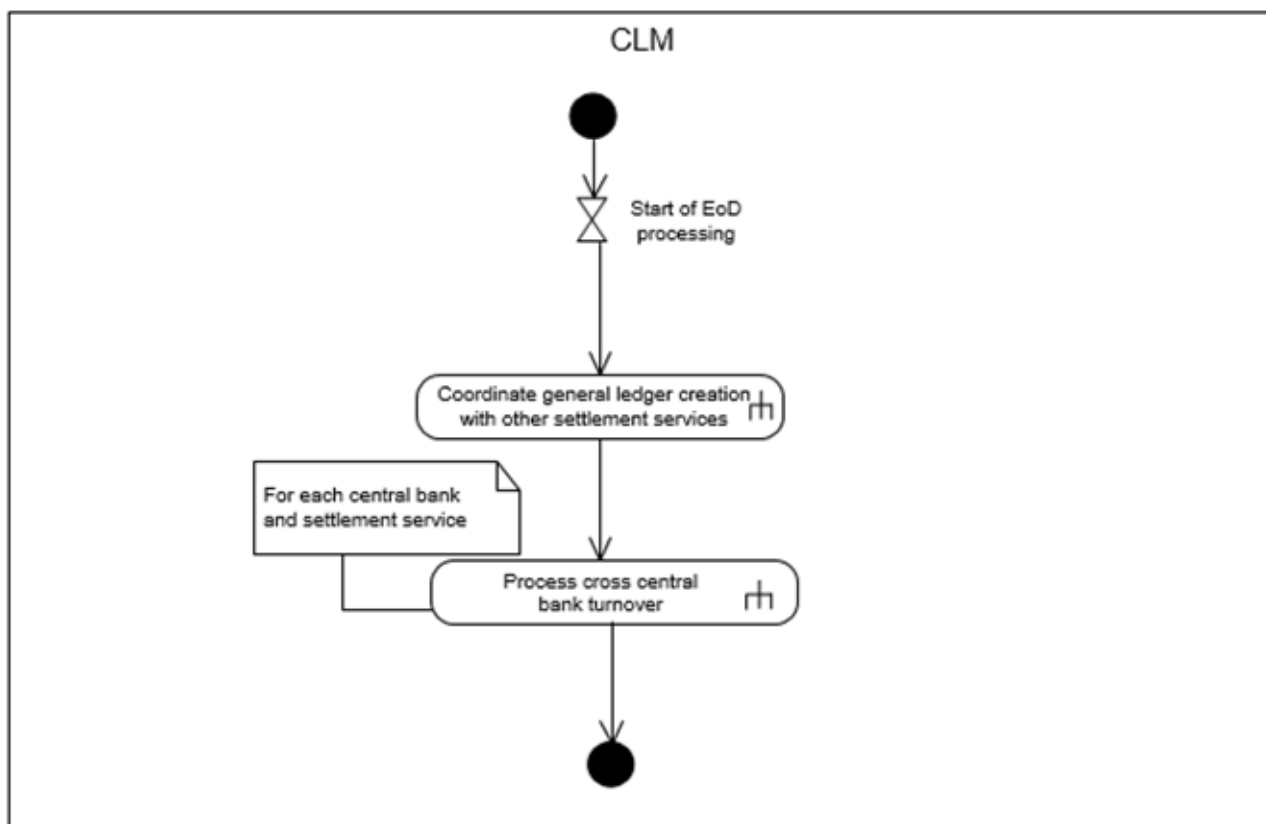 CLM
Start of EoD
processing
Coordinate general ledger creation
with other settlement services
For each central bank
and settlement service
Process cross central
bank turnover